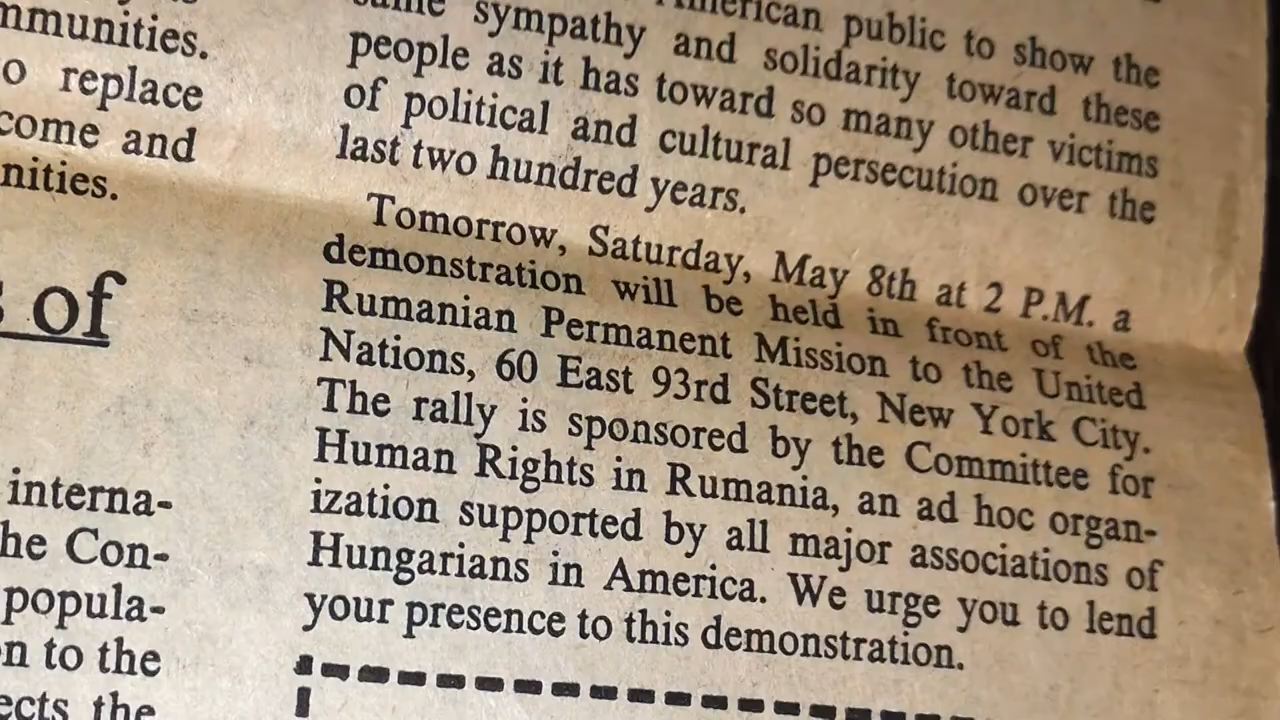 mmunities.
o replace
come and
nities.
s of
interna-
he Con-
popula-
n to the
ects the
American public to show the
same sympathy and solidarity toward these
people as it has toward so many other victims
of political and cultural persecution over the
last two hundred years.
Tomorrow, Saturday, May 8th at 2 P.M. a
demonstration will be held in front of the
Rumanian Permanent Mission to the United
Nations, 60 East 93rd Street, New York City.
The rally is sponsored by the Committee for
Human Rights in Rumania, an ad hoc organ-
ization supported by all major associations of
Hungarians in America. We urge you to lend
your presence to this demonstration.